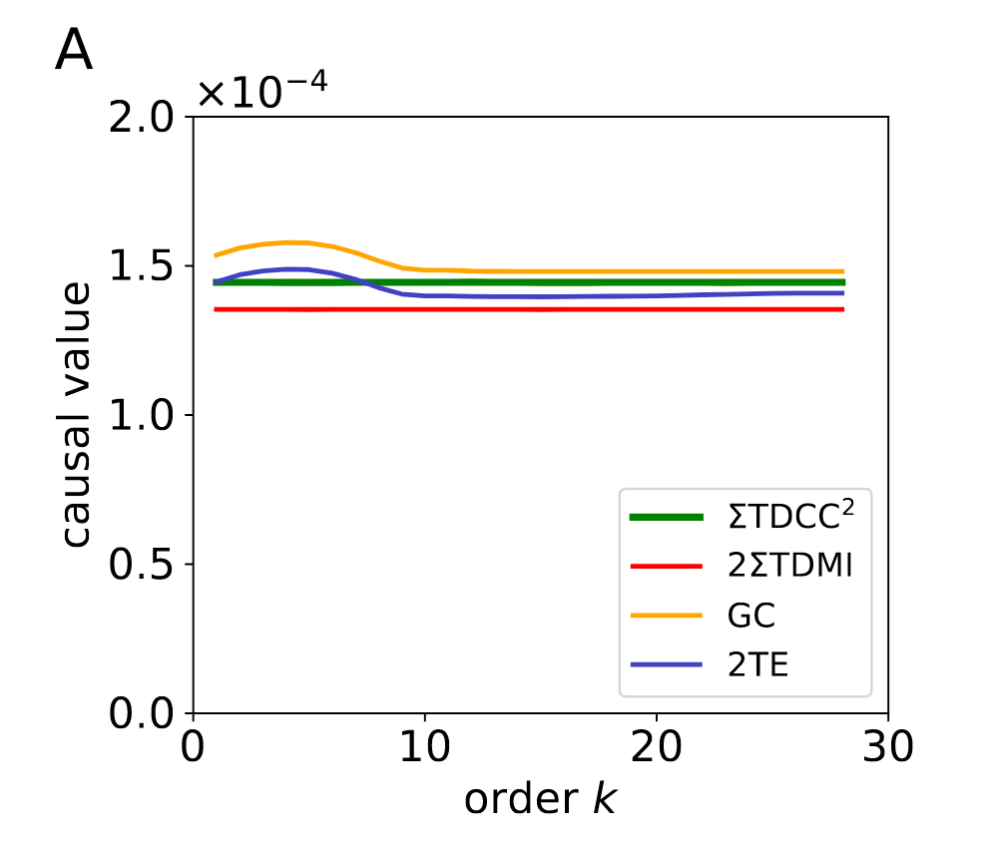 A
×10⁻⁴
2.0
1.5
1.0
0.5
0.0
causal value
0 10 20 30
order k
ΣTDCC²
2ΣTDMI
GC
2TE